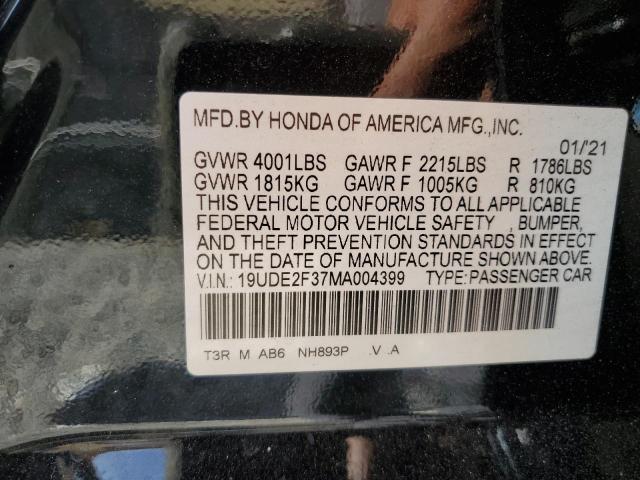 MFD.BY HONDA OF AMERICA MFG.,INC.
01/'21
GVWR 4001LBS GAWR F 2215LBS R 1786LBS
GVWR 1815KG GAWR F 1005KG R 810KG
THIS VEHICLE CONFORMS TO ALL APPLICABLE
FEDERAL MOTOR VEHICLE SAFETY , BUMPER,
AND THEFT PREVENTION STANDARDS IN EFFECT
ON THE DATE OF MANUFACTURE SHOWN ABOVE.
V.I.N.: 19UDE2F37MA004399 TYPE:PASSENGER CAR
T3R M AB6 NH893P .V .A